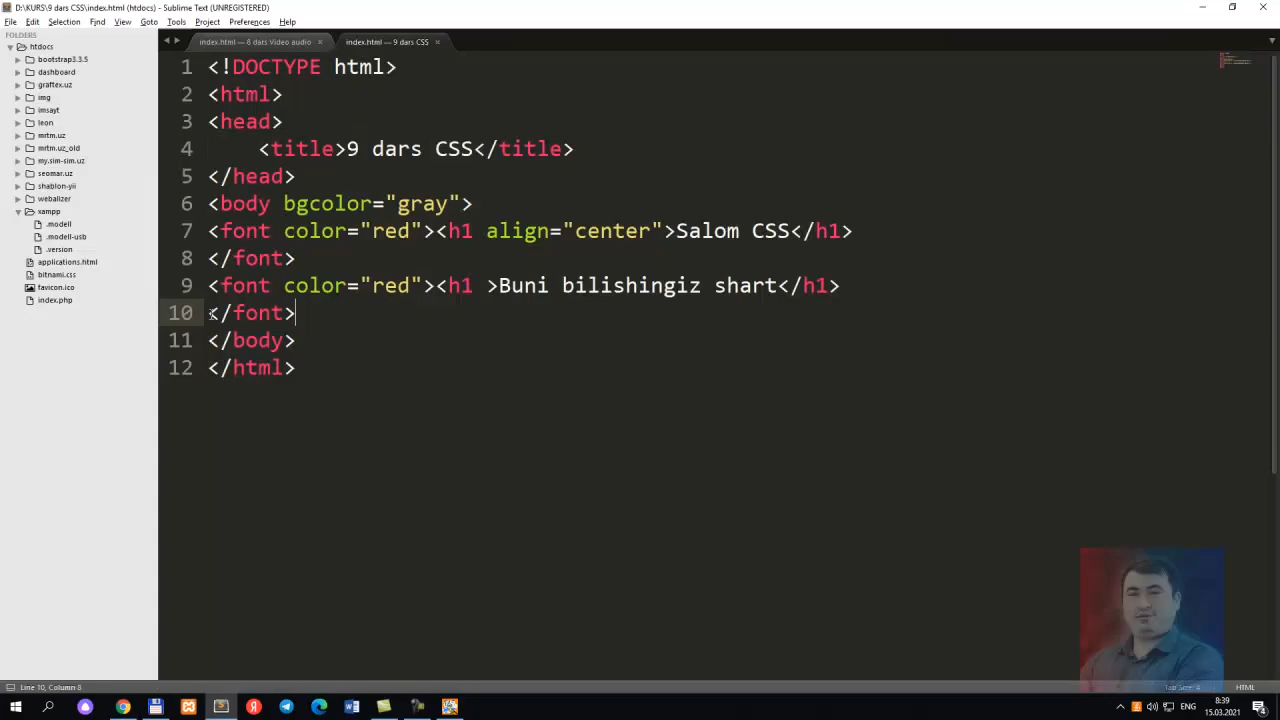 D:\KURS\9 dars CSS\index.html (htdocs) - Sublime Text (UNREGISTERED)
File Edit Selection Find View Goto Tools Project Preferences Help
FOLDERS
htdocs
bootstrap3.3.5
dashboard
graftex.uz
img
imsayt
leon
mrtm.uz
mrtm.uz_old
my.sim-sim.uz
seomar.uz
shablon-yii
webalizer
xampp
.modell
.modell-usb
.version
applications.html
bitnami.css
favicon.ico
index.php
index.html — 8 dars Video audio × index.html — 9 dars CSS ×
1 <!DOCTYPE html>
2 <html>
3 <head>
4 <title>9 dars CSS</title>
5 </head>
6 <body bgcolor="gray">
7 <font color="red"><h1 align="center">Salom CSS</h1>
8 </font>
9 <font color="red"><h1 >Buni bilishingiz shart</h1>
10 </font>
11 </body>
12 </html>
Line 10, Column 8
Tab Size: 4 HTML
ENG 8:39
15.03.2021